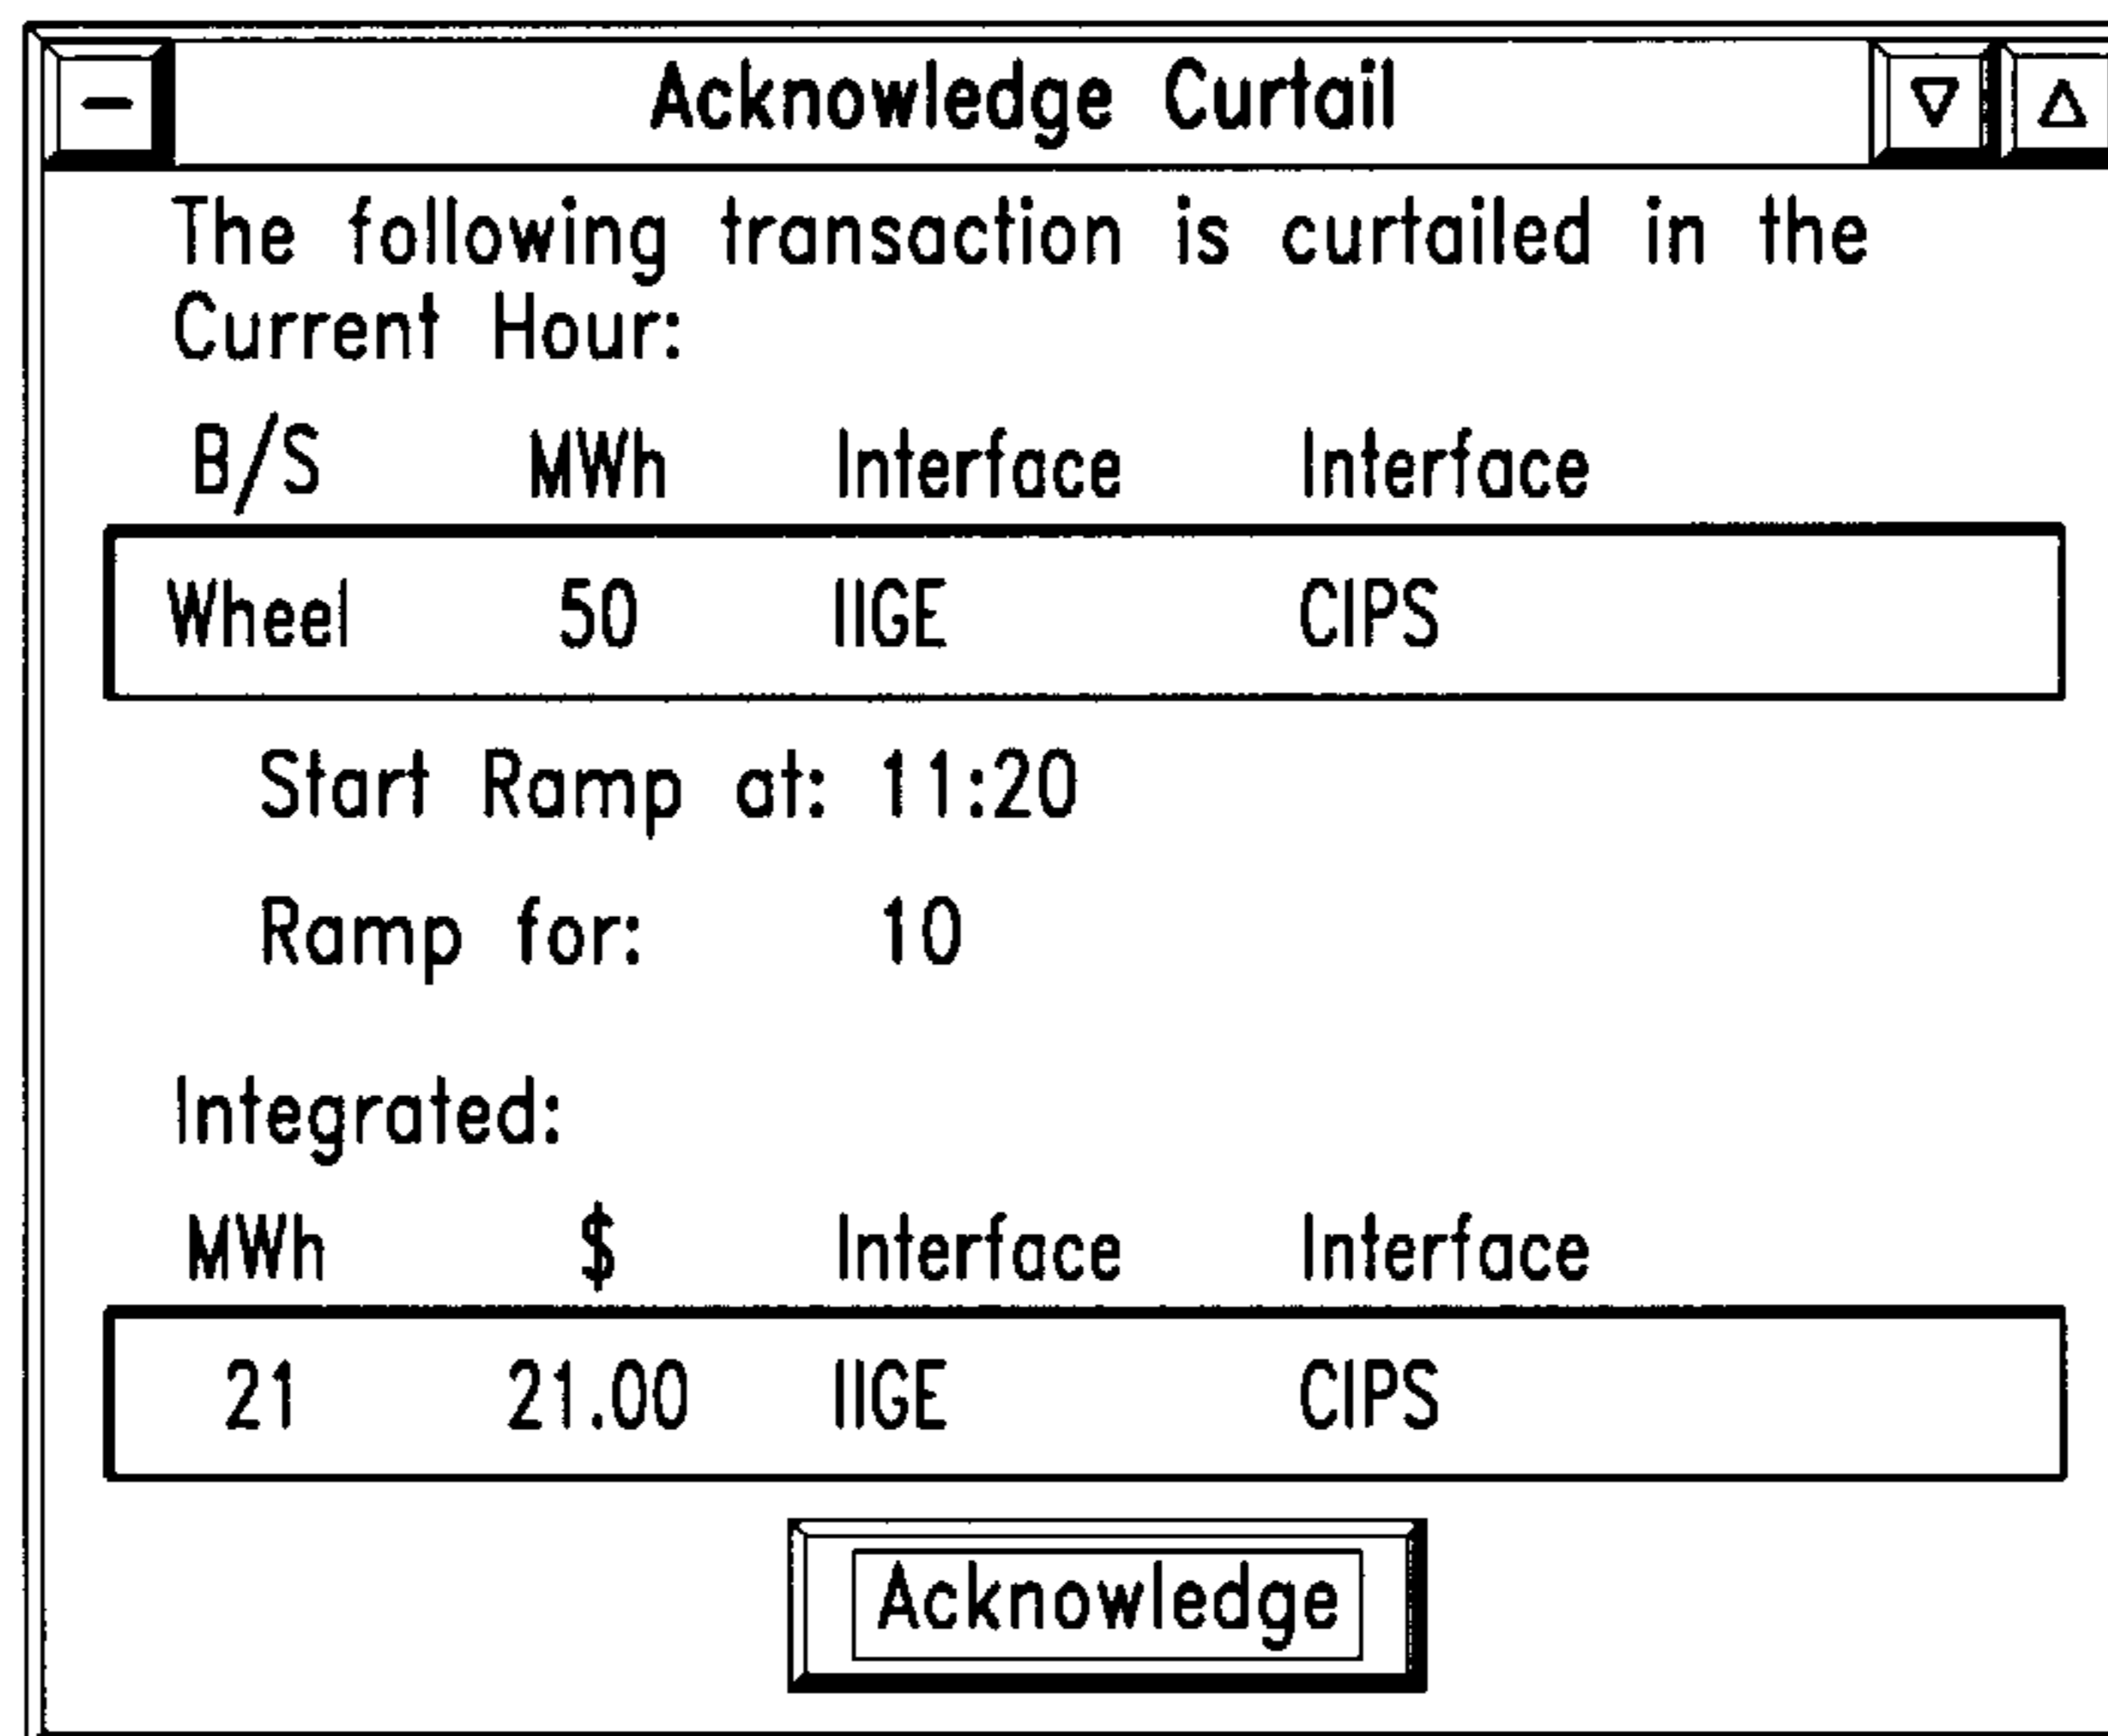 Acknowledge Curtail
The following transaction is curtailed in the
Current Hour:
B/S MWh Interface Interface
Wheel 50 IIGE CIPS
Start Ramp at: 11:20
Ramp for: 10
Integrated:
MWh $ Interface Interface
21 21.00 IIGE CIPS
Acknowledge